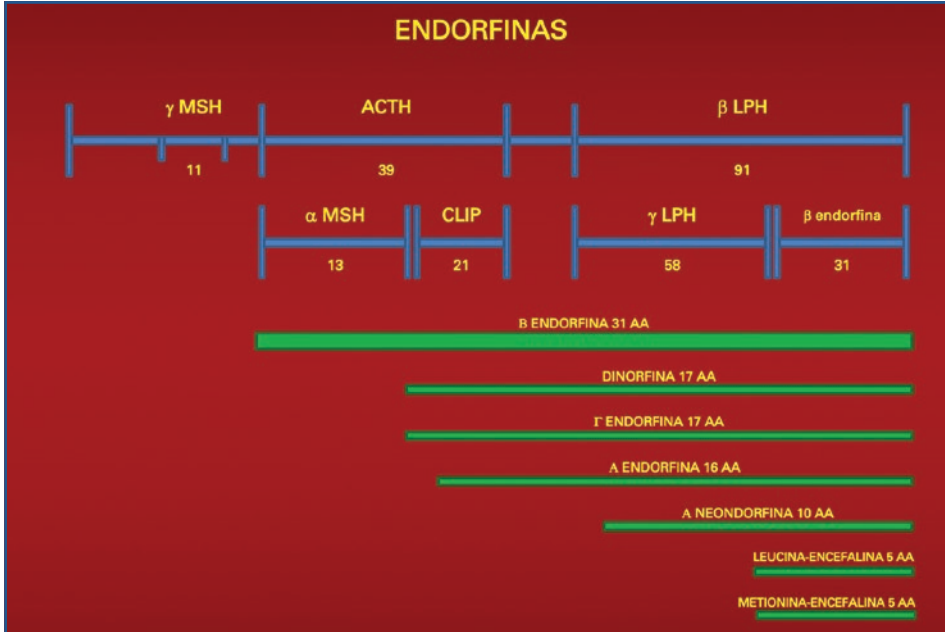 ENDORFINAS
γ MSH ACTH β LPH
11 39 91
α MSH CLIP γ LPH β endorfina
13 21 58 31
Β ENDORFINA 31 AA
DINORFINA 17 AA
Γ ENDORFINA 17 AA
Α ENDORFINA 16 AA
Α NEONDORFINA 10 AA
LEUCINA-ENCEFALINA 5 AA
METIONINA-ENCEFALINA 5 AA